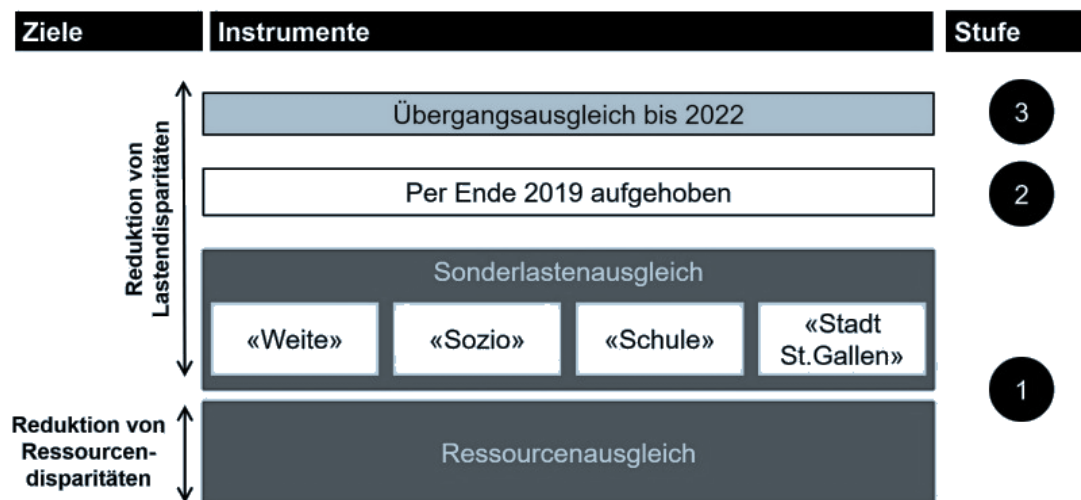 Ziele
Instrumente
Stufe
Reduktion von
Lastendisparitäten
Übergangsausgleich bis 2022
3
Per Ende 2019 aufgehoben
2
Sonderlastenausgleich
«Weite»
«Sozio»
«Schule»
«Stadt
St.Gallen»
1
Reduktion von
Ressourcen-
disparitäten
Ressourcenausgleich